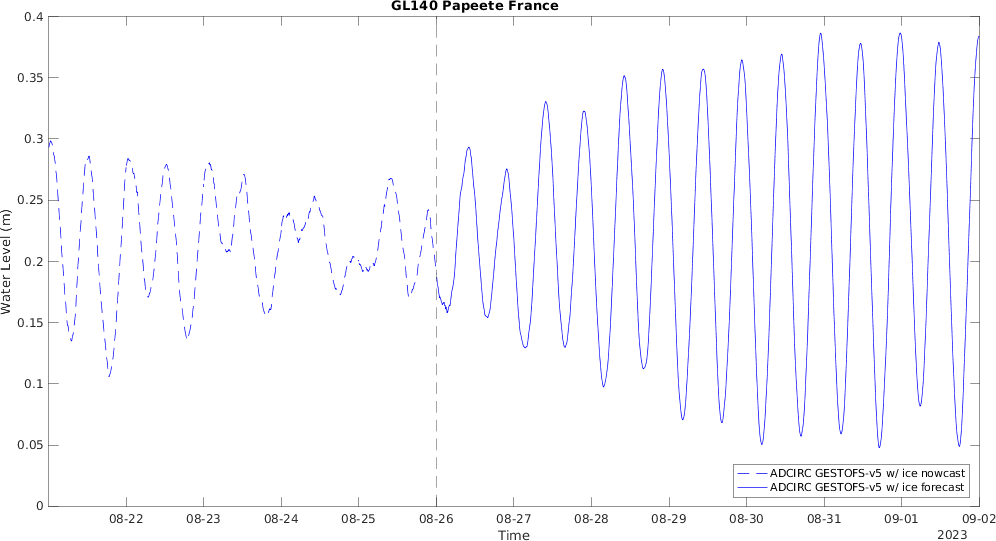 GL140 Papeete France
0.4
0.35
0.3
0.25
0.2
0.15
0.1
0.05
0
Water Level (m)
08-22 08-23 08-24 08-25 08-26 08-27 08-28 08-29 08-30 08-31 09-01 09-02
Time
2023
ADCIRC GESTOFS-v5 w/ ice nowcast
ADCIRC GESTOFS-v5 w/ ice forecast